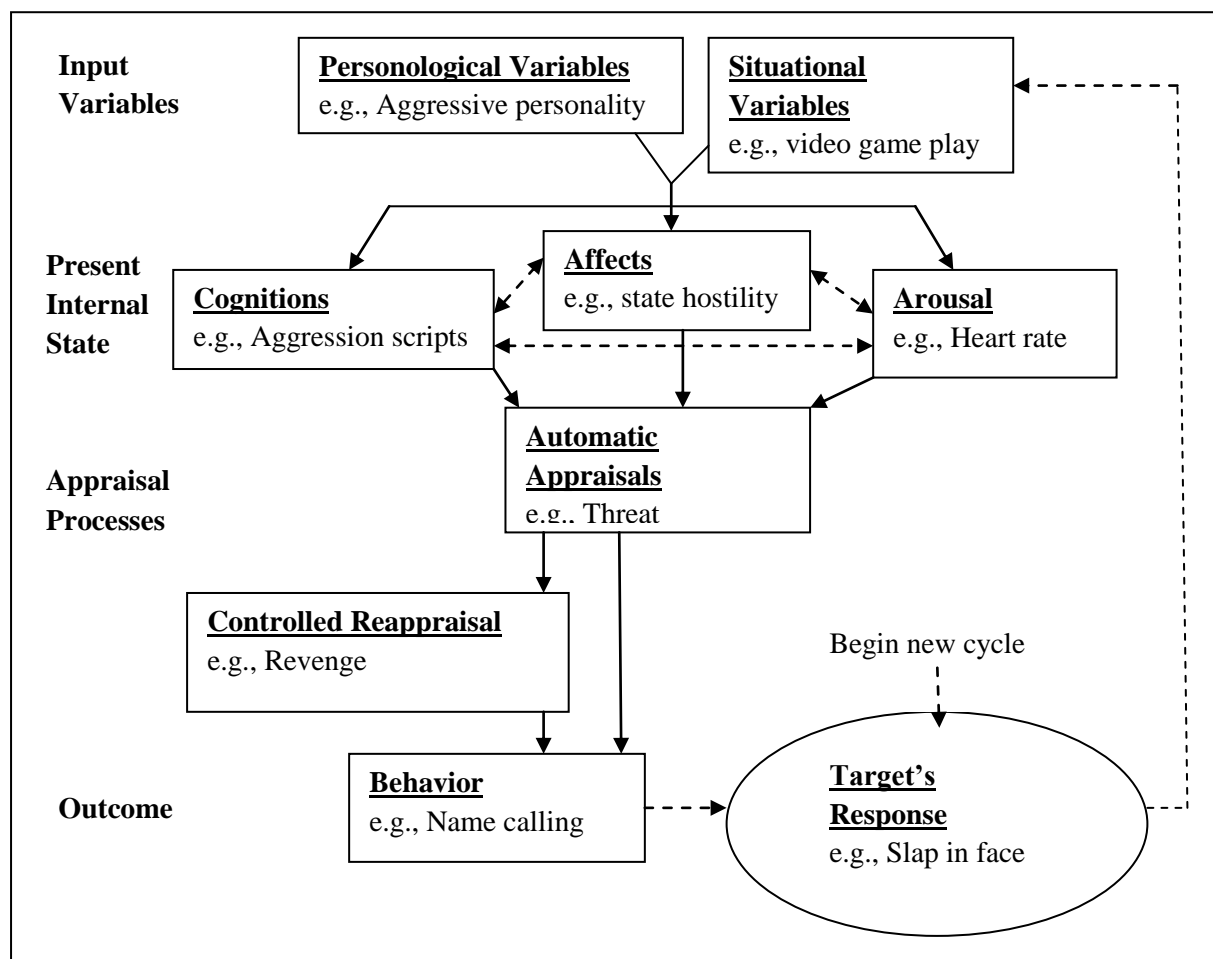 Input
Variables
Personological Variables
e.g., Aggressive personality
Situational
Variables
e.g., video game play
Present
Internal
State
Cognitions
e.g., Aggression scripts
Affects
e.g., state hostility
Arousal
e.g., Heart rate
Appraisal
Processes
Automatic
Appraisals
e.g., Threat
Controlled Reappraisal
e.g., Revenge
Begin new cycle
Outcome
Behavior
e.g., Name calling
Target’s
Response
e.g., Slap in face